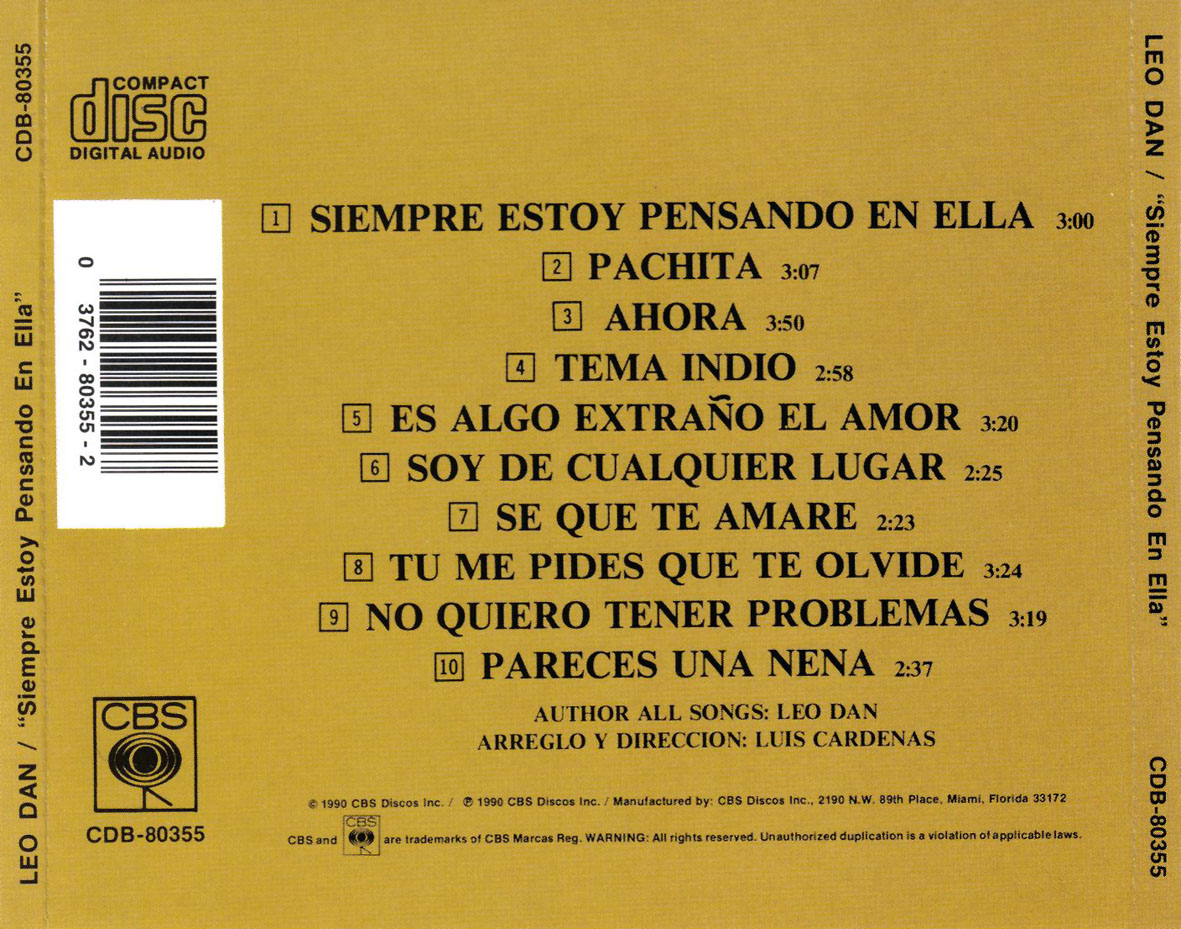 CDB-80355
LEO DAN / "Siempre Estoy Pensando En Ella"
COMPACT
disc
DIGITAL AUDIO
0 3762-80355-2
1 SIEMPRE ESTOY PENSANDO EN ELLA 3:00
2 PACHITA 3:07
3 AHORA 3:50
4 TEMA INDIO 2:58
5 ES ALGO EXTRAÑO EL AMOR 3:20
6 SOY DE CUALQUIER LUGAR 2:25
7 SE QUE TE AMARE 2:23
8 TU ME PIDES QUE TE OLVIDE 3:24
9 NO QUIERO TENER PROBLEMAS 3:19
10 PARECES UNA NENA 2:37
AUTHOR ALL SONGS: LEO DAN
ARREGLO Y DIRECCION: LUIS CARDENAS
CBS
CDB-80355
© 1990 CBS Discos Inc. / ℗ 1990 CBS Discos Inc. / Manufactured by: CBS Discos Inc., 2190 N.W. 89th Place, Miami, Florida 33172
CBS and CBS are trademarks of CBS Marcas Reg. WARNING: All rights reserved. Unauthorized duplication is a violation of applicable laws.
LEO DAN / "Siempre Estoy Pensando En Ella"
CDB-80355